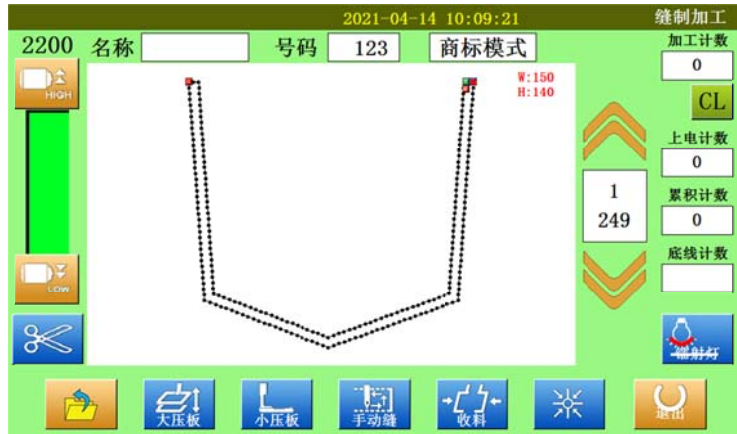 2021-04-14 10:09:21
缝制加工
2200
名称
号码
123
商标模式
加工计数
0
HIGH
W:150
H:140
CL
上电计数
0
1
249
累积计数
0
底线计数
LOW
镭射灯
大压板
小压板
手动缝
收料
退出